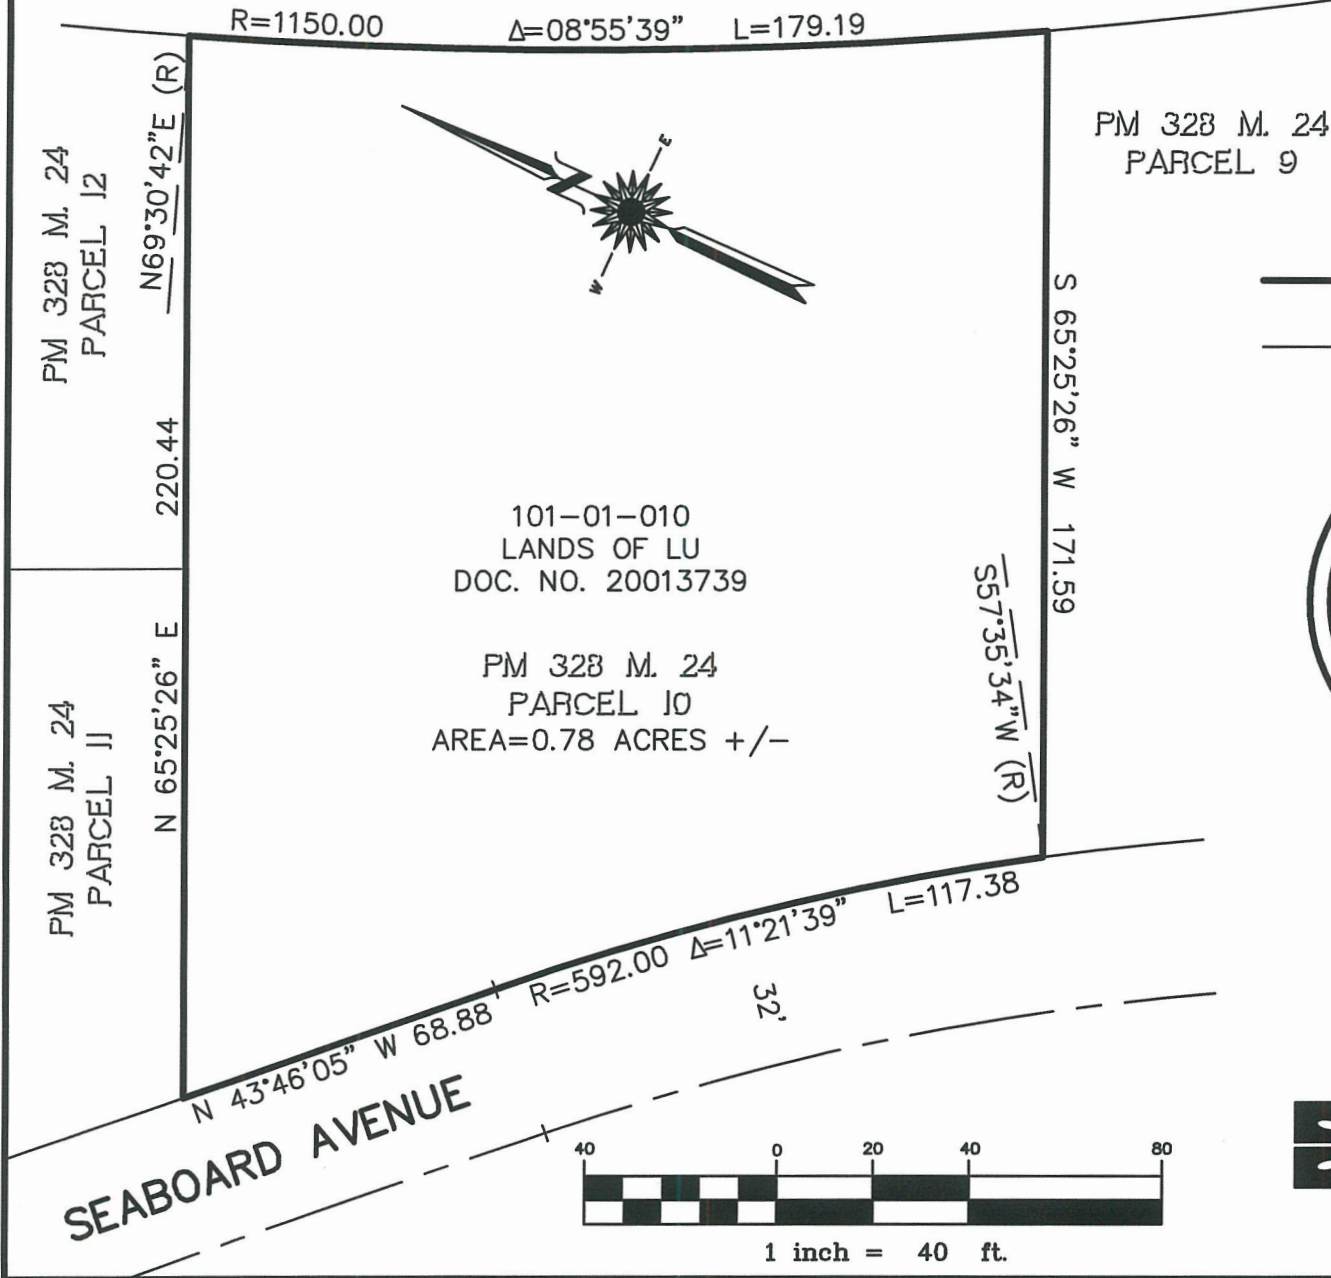 R=1150.00 Δ=08°55'39" L=179.19
PM 328 M. 24
PARCEL 12
N69°30'42"E (R)
220.44
N 65°25'26" E
PM 328 M. 24
PARCEL 11
N
E
W
PM 328 M. 24
PARCEL 9
S 65°25'26" W 171.59
S57°35'34"W (R)
101-01-010
LANDS OF LU
DOC. NO. 20013739
PM 328 M. 24
PARCEL 10
AREA=0.78 ACRES +/-
N 43°46'05" W 68.88
R=592.00 Δ=11°21'39" L=117.38
32'
SEABOARD AVENUE
40 0 20 40 80
1 inch = 40 ft.